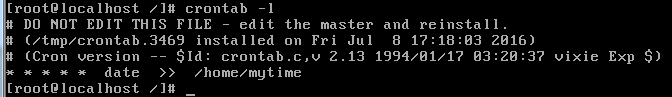 [root@localhost /]# crontab -l
# DO NOT EDIT THIS FILE - edit the master and reinstall.
# (/tmp/crontab.3469 installed on Fri Jul  8 17:18:03 2016)
# (Cron version -- $Id: crontab.c,v 2.13 1994/01/17 03:20:37 vixie Exp $)
* * * * *  date  >>  /home/mytime
[root@localhost /]# _